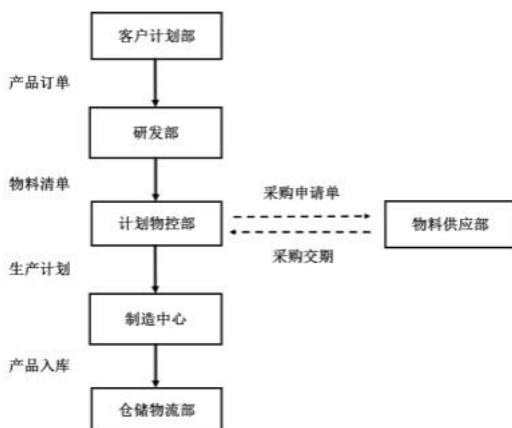 客户计划部
产品订单
研发部
物料清单
采购申请单
计划物控部
物料供应部
采购交期
生产计划
制造中心
产品入库
仓储物流部